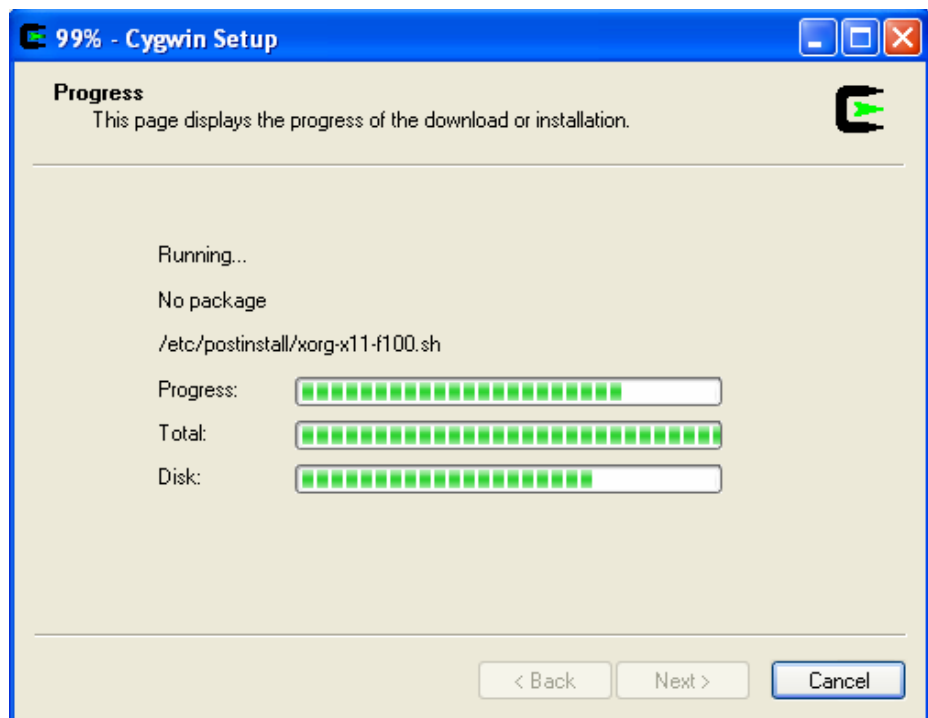 99% - Cygwin Setup
Progress
This page displays the progress of the download or installation.
Running...
No package
/etc/postinstall/xorg-x11-f100.sh
Progress:
Total:
Disk:
< Back Next > Cancel